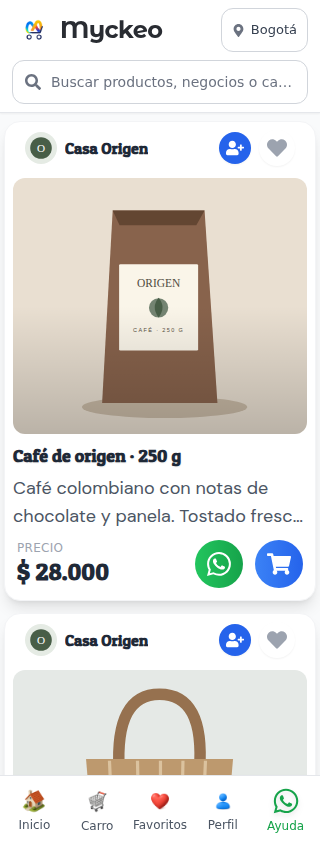 Myckeo
Bogotá
Buscar productos, negocios o ca...
O
Casa Origen
ORIGEN
CAFÉ · 250 G
Café de origen · 250 g
Café colombiano con notas de
chocolate y panela. Tostado fresc...
PRECIO
$ 28.000
O
Casa Origen
Inicio
Carro
Favoritos
Perfil
Ayuda